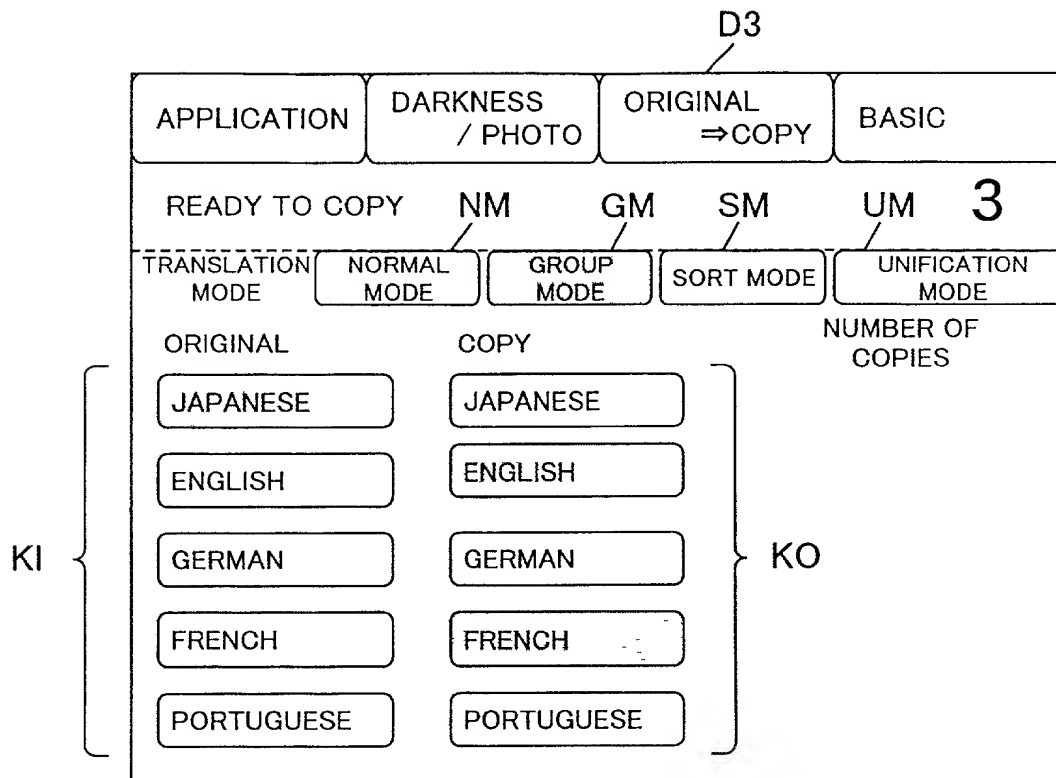 D3
APPLICATION
DARKNESS
/ PHOTO
ORIGINAL
⇒COPY
BASIC
READY TO COPY
NM
GM
SM
UM
3
TRANSLATION
MODE
NORMAL
MODE
GROUP
MODE
SORT MODE
UNIFICATION
MODE
NUMBER OF
COPIES
ORIGINAL
COPY
JAPANESE
JAPANESE
ENGLISH
ENGLISH
KI
GERMAN
GERMAN
KO
FRENCH
FRENCH
PORTUGUESE
PORTUGUESE